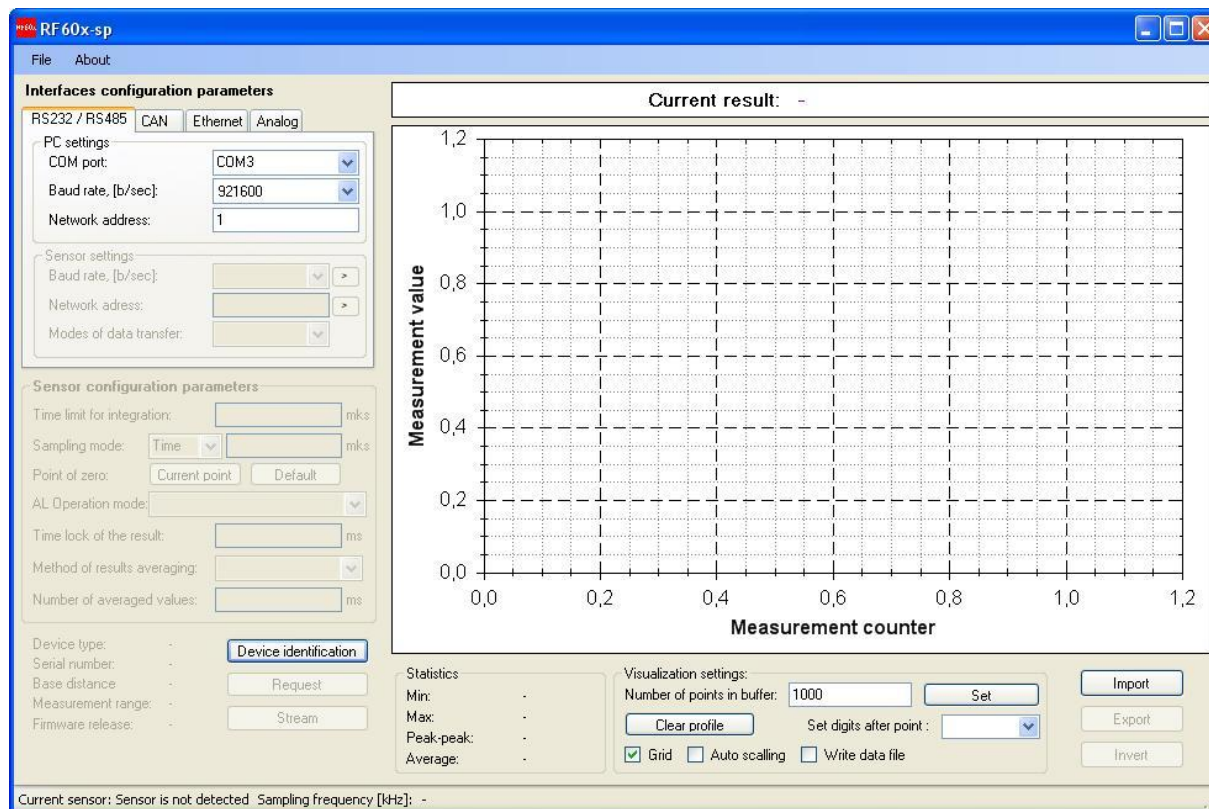 RF60x-sp
File About
Interfaces configuration parameters
RS232 / RS485 CAN Ethernet Analog
PC settings
COM port: COM3
Baud rate, [b/sec]: 921600
Network address: 1
Sensor settings
Baud rate, [b/sec]: >
Network adress: >
Modes of data transfer:
Sensor configuration parameters
Time limit for integration: mks
Sampling mode: Time mks
Point of zero: Current point Default
AL Operation mode:
Time lock of the result: ms
Method of results averaging:
Number of averaged values: ms
Device type: -
Serial number: -
Base distance -
Measurement range: -
Firmware release: -
Device identification
Request
Stream
Current result: -
Measurement value
1,2
1,0
0,8
0,6
0,4
0,2
0,0
0,0 0,2 0,4 0,6 0,8 1,0 1,2
Measurement counter
Statistics
Min: -
Max: -
Peak-peak: -
Average: -
Visualization settings:
Number of points in buffer: 1000 Set
Clear profile Set digits after point :
Grid Auto scalling Write data file
Import
Export
Invert
Current sensor: Sensor is not detected Sampling frequency [kHz]: -